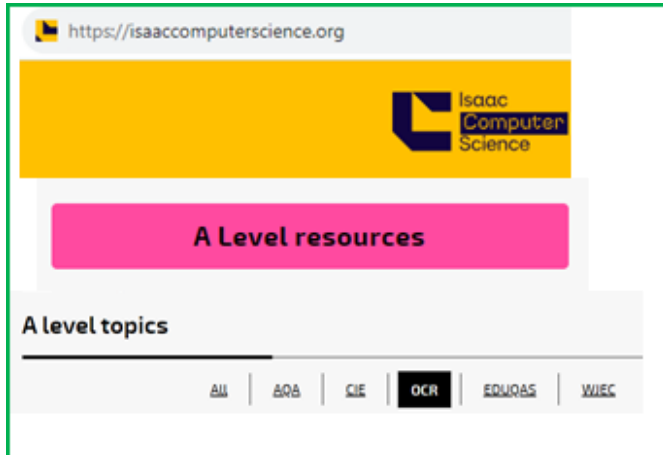 https://isaaccomputerscience.org
Isaac
Computer
Science
A Level resources
A level topics
All AQA CIE OCR EDUQAS WJEC